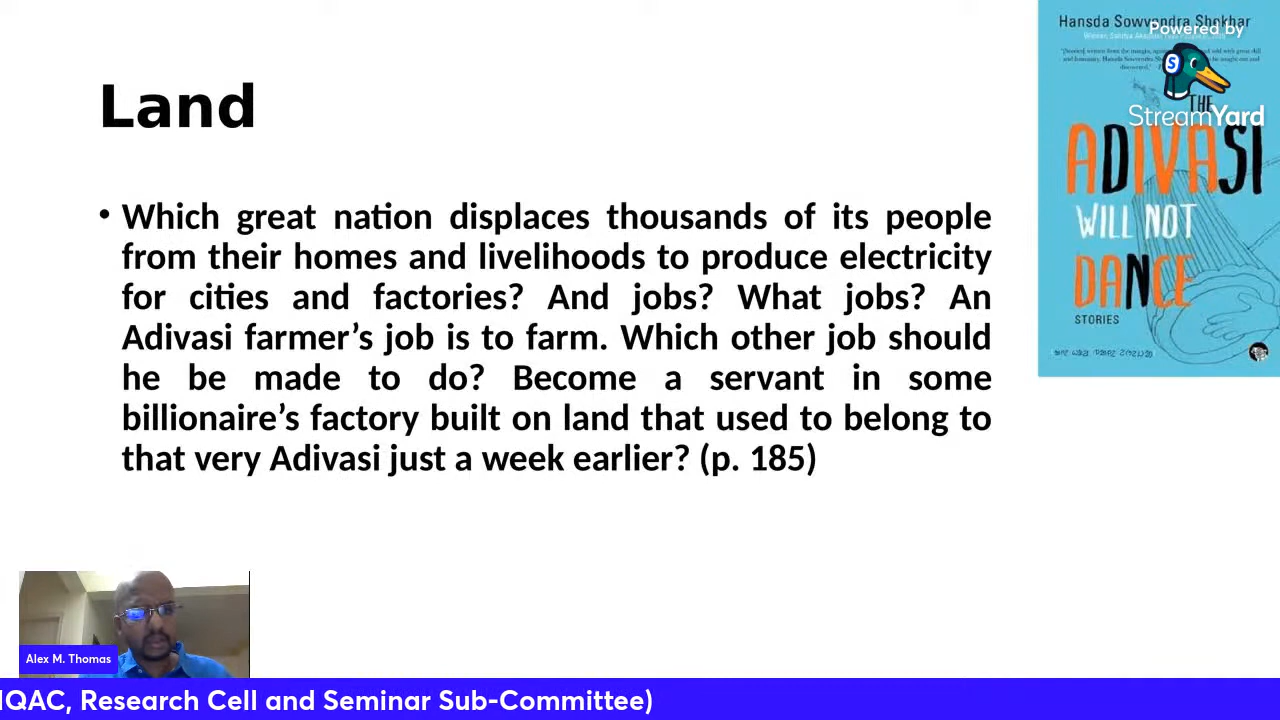 Hansda Sowvendra Shekhar
Powered by
StreamYard
THE
ADIVASI
WILL NOT
DANCE
STORIES
Land
• Which great nation displaces thousands of its people
from their homes and livelihoods to produce electricity
for cities and factories? And jobs? What jobs? An
Adivasi farmer’s job is to farm. Which other job should
he be made to do? Become a servant in some
billionaire’s factory built on land that used to belong to
that very Adivasi just a week earlier? (p. 185)
Alex M. Thomas
IQAC, Research Cell and Seminar Sub-Committee)